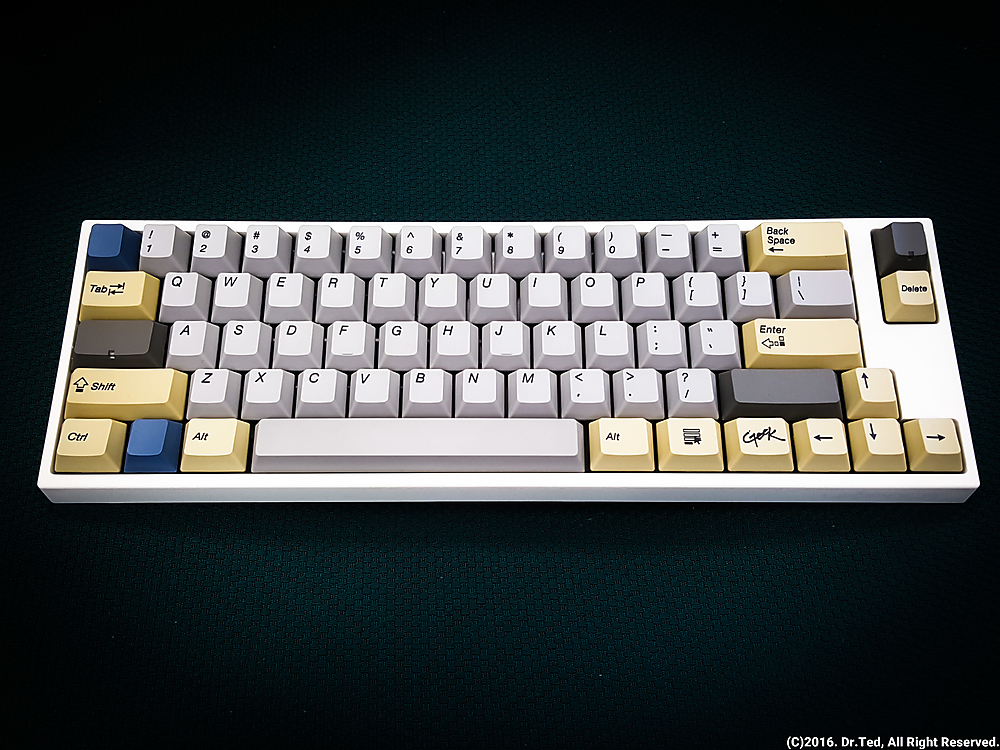 ! @ # $ % ^ & * ( ) — + Back
1 2 3 4 5 6 7 8 9 0 - = Space
←
Tab Q W E R T Y U I O P { } | Delete
[ ] \
A S D F G H J K L : " Enter
; '
Shift Z X C V B N M < > ? ↑
, . /
Ctrl Alt Alt Geek ← ↓ →
(C)2016. Dr.Ted, All Right Reserved.